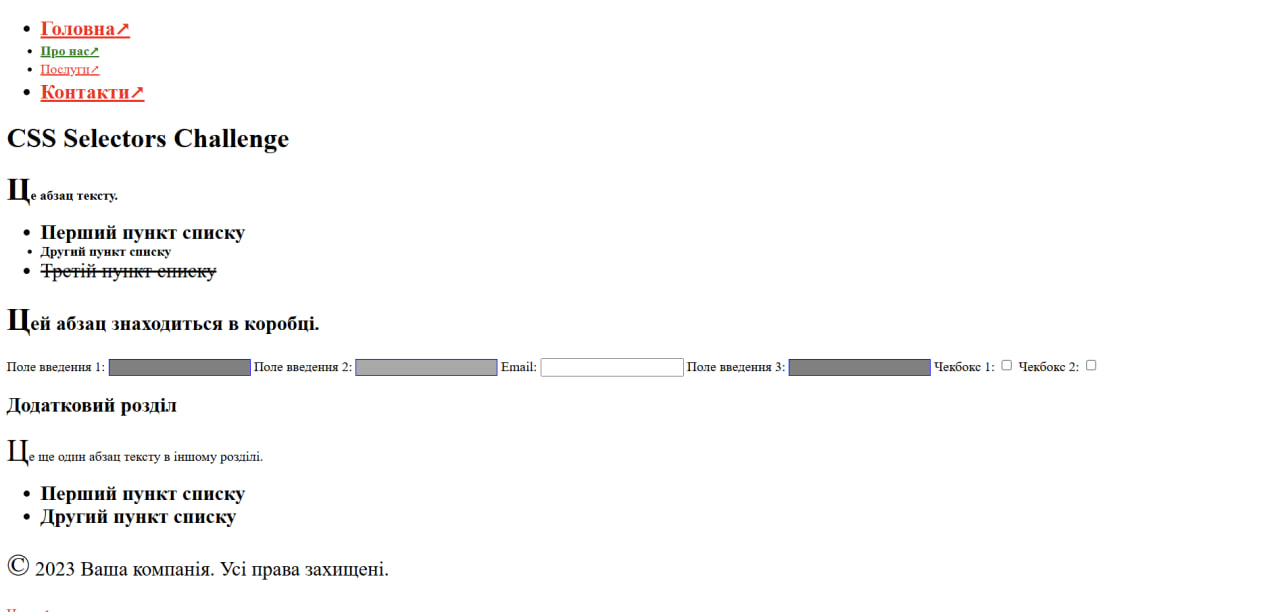 Головна↗
Про нас↗
Послуги↗
Контакти↗
CSS Selectors Challenge
Це абзац тексту.
Перший пункт списку
Другий пункт списку
Третій пункт списку
Цей абзац знаходиться в коробці.
Поле введення 1: Поле введення 2: Email: Поле введення 3: Чекбокс 1: Чекбокс 2:
Додатковий розділ
Це ще один абзац тексту в іншому розділі.
Перший пункт списку
Другий пункт списку
© 2023 Ваша компанія. Усі права захищені.